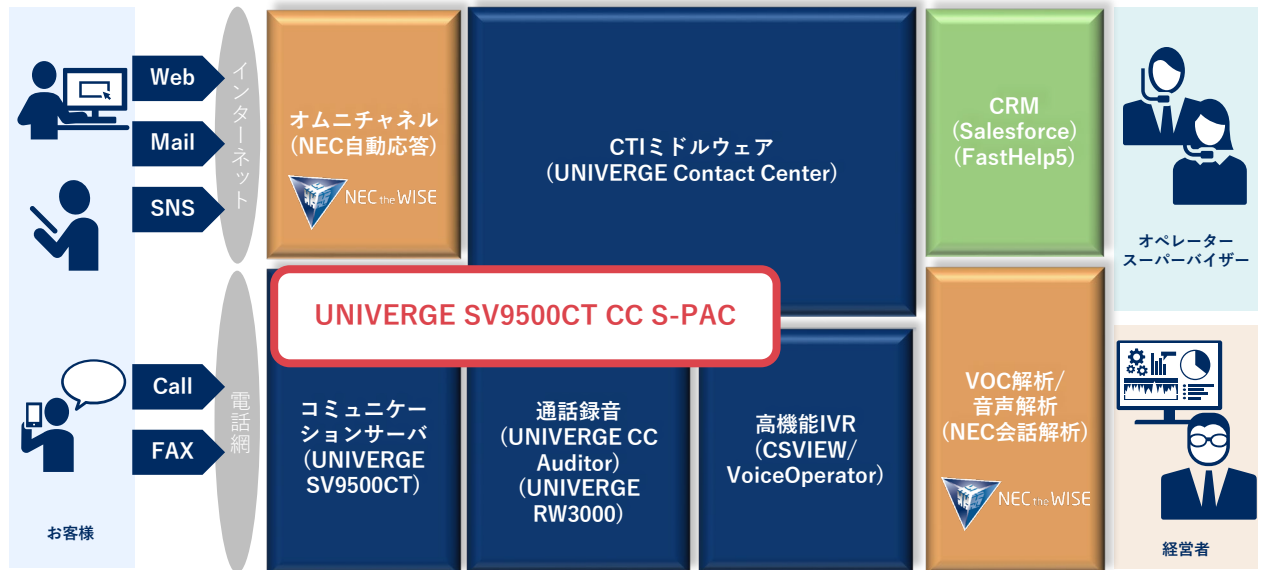 Web
Mail
SNS
インターネット
Call
FAX
電話網
お客様
オムニチャネル
(NEC自動応答)
NEC the WISE
CTIミドルウェア
(UNIVERGE Contact Center)
CRM
(Salesforce)
(FastHelp5)
オペレーター
スーパーバイザー
UNIVERGE SV9500CT CC S-PAC
コミュニケー
ションサーバ
(UNIVERGE
SV9500CT)
通話録音
(UNIVERGE CC
Auditor)
(UNIVERGE
RW3000)
高機能IVR
(CSVIEW/
VoiceOperator)
VOC解析/
音声解析
(NEC会話解析)
NEC the WISE
経営者